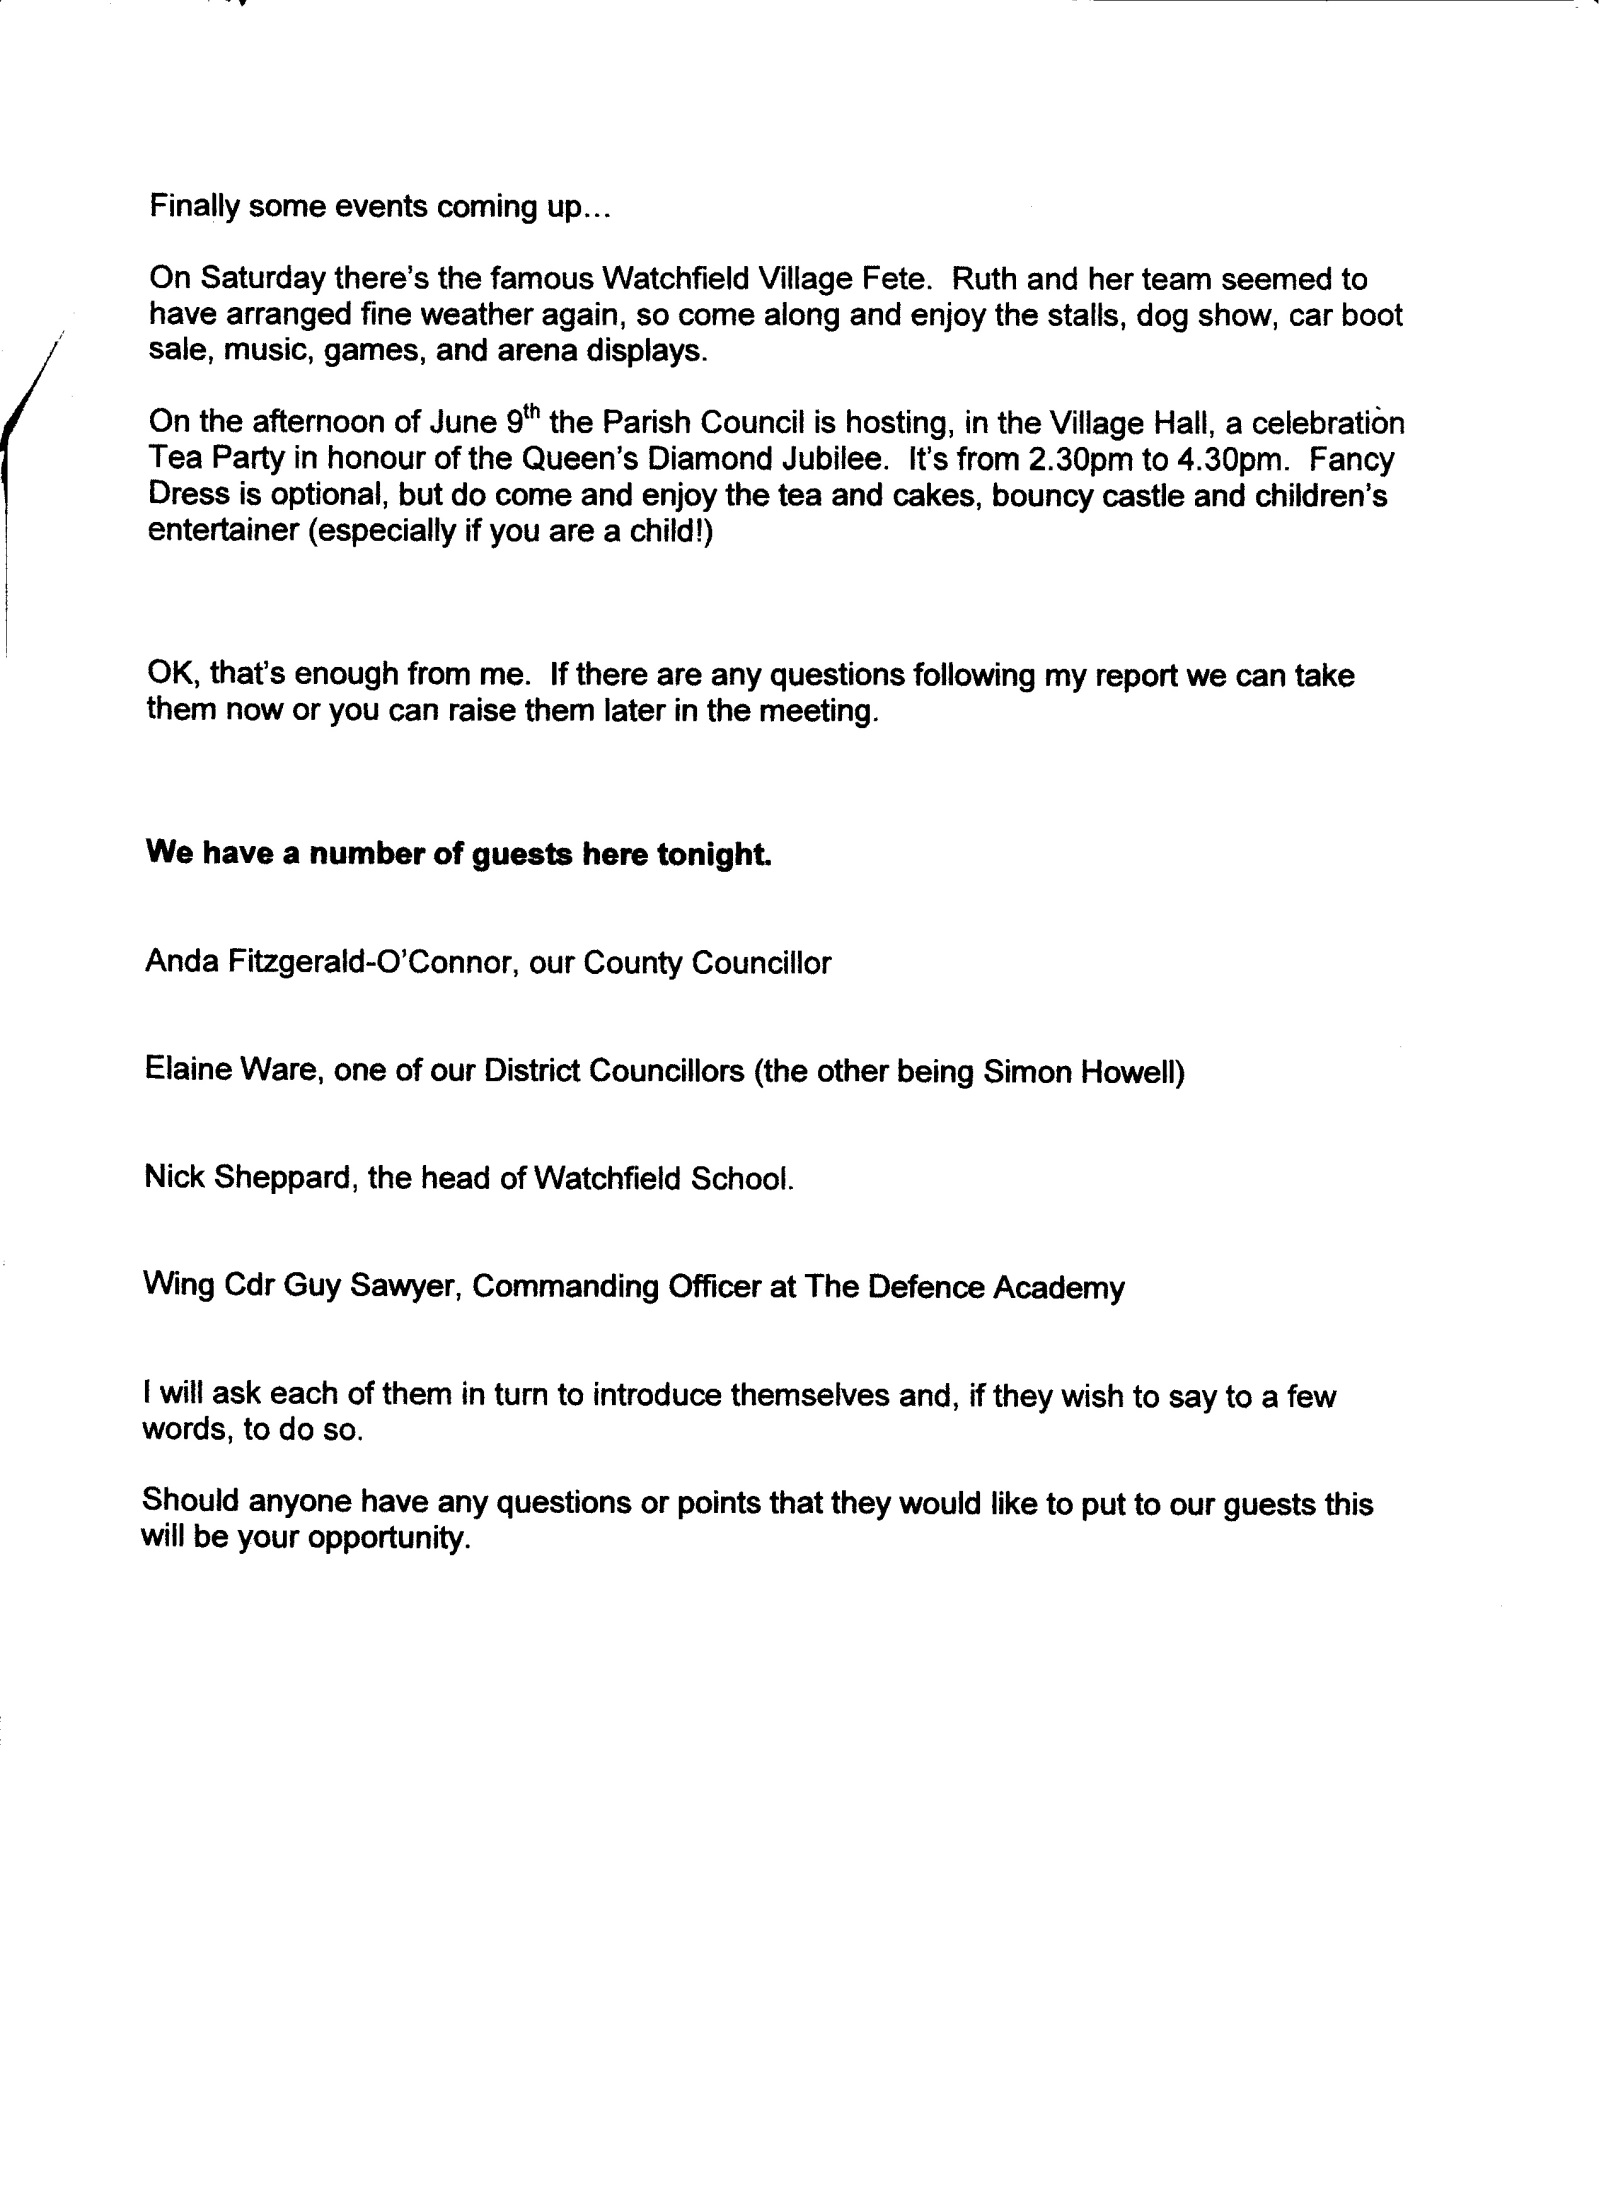 Finally some events coming up...
On Saturday there's the famous Watchfield Village Fete. Ruth and her team seemed to
have arranged fine weather again, so come along and enjoy the stalls, dog show, car boot
sale, music, games, and arena displays.
On the afternoon of June 9th the Parish Council is hosting, in the Village Hall, a celebration
Tea Party in honour of the Queen's Diamond Jubilee. It's from 2.30pm to 4.30pm. Fancy
Dress is optional, but do come and enjoy the tea and cakes, bouncy castle and children's
entertainer (especially if you are a child!)
OK, that's enough from me. If there are any questions following my report we can take
them now or you can raise them later in the meeting.
We have a number of guests here tonight.
Anda Fitzgerald-O'Connor, our County Councillor
Elaine Ware, one of our District Councillors (the other being Simon Howell)
Nick Sheppard, the head of Watchfield School.
Wing Cdr Guy Sawyer, Commanding Officer at The Defence Academy
I will ask each of them in turn to introduce themselves and, if they wish to say to a few
words, to do so.
Should anyone have any questions or points that they would like to put to our guests this
will be your opportunity.